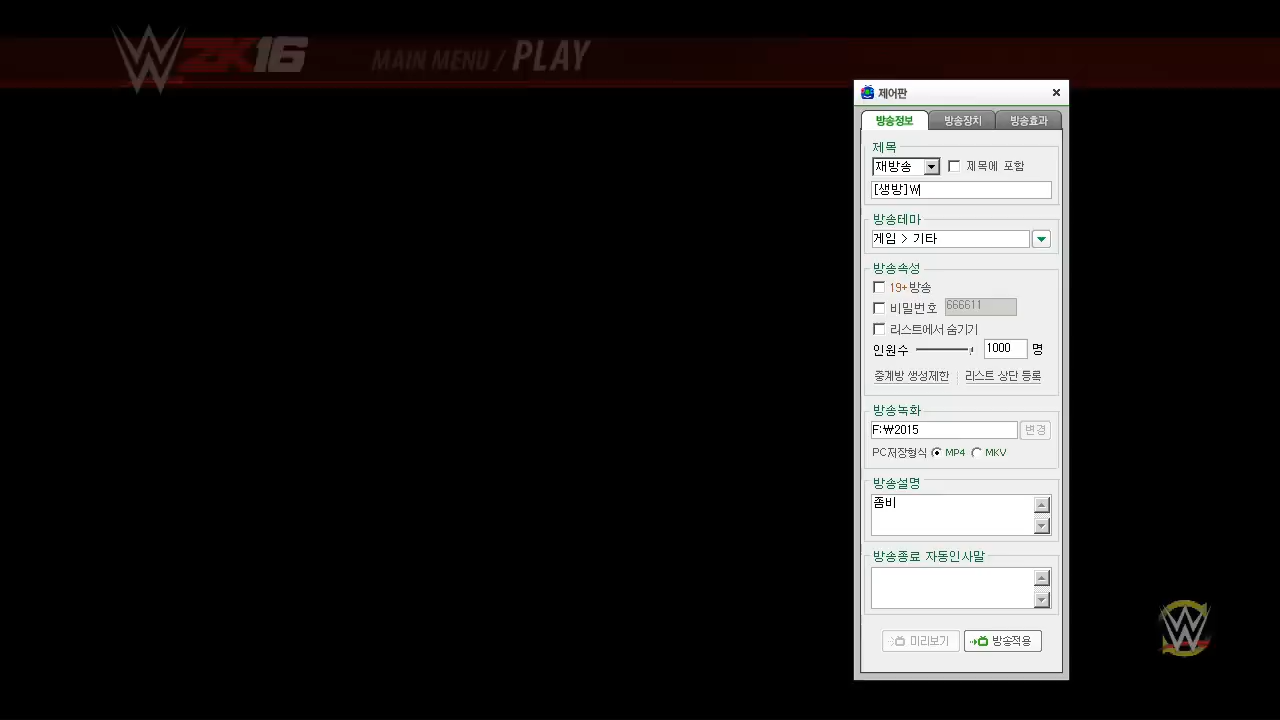 W 2K16 MAIN MENU / PLAY
제어판
방송정보 방송장치 방송효과
제목
재방송 제목에 포함
[생방]W
방송테마
게임 > 기타
방송속성
19+방송
비밀번호 666611
리스트에서 숨기기
인원수 1000 명
중계방 생성제한 리스트 상단 등록
방송녹화
F:₩2015 변경
PC저장형식 MP4 MKV
방송설명
좀비
방송종료 자동인사말
미리보기 방송적용
W